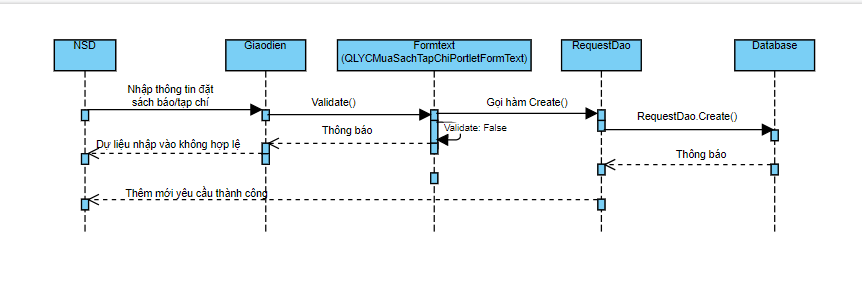 NSD
Giaodien
Formtext
(QLYCMuaSachTapChiPortletFormText)
RequestDao
Database
Nhập thông tin đặt
sách báo/tạp chí
Validate()
Gọi hàm Create()
RequestDao.Create()
Validate: False
Thông báo
Dư liệu nhập vào không hợp lệ
Thông báo
Thêm mới yêu cầu thành công